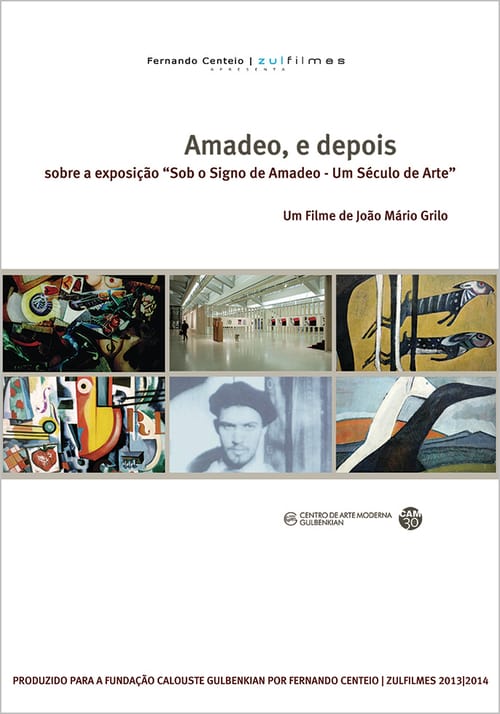 Fernando Centeio | zulfilmes
APRESENTA
Amadeo, e depois
sobre a exposição “Sob o Signo de Amadeo - Um Século de Arte”
Um Filme de João Mário Grilo
CENTRO DE ARTE MODERNA
GULBENKIAN
CAM
30
PRODUZIDO PARA A FUNDAÇÃO CALOUSTE GULBENKIAN POR FERNANDO CENTEIO | ZULFILMES 2013|2014